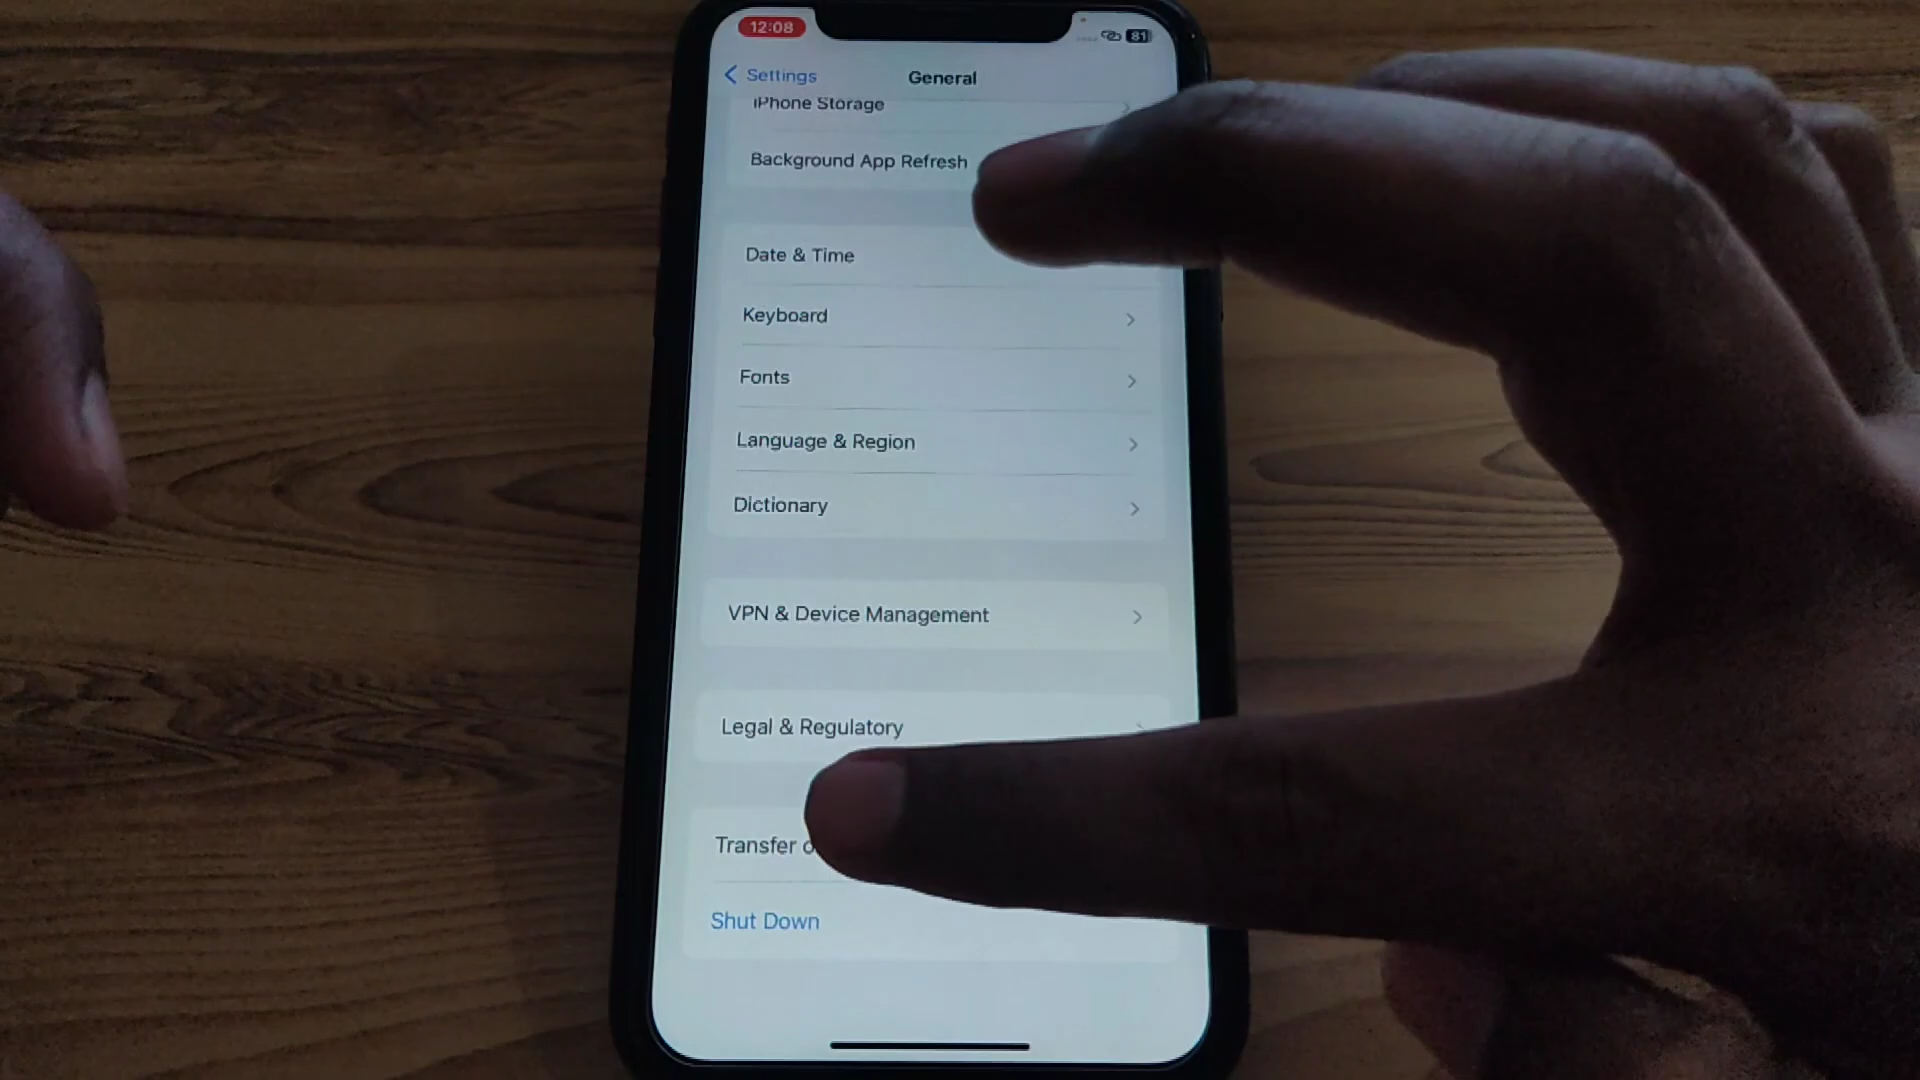 12:08
81
Settings
General
iPhone Storage
Background App Refresh
Date & Time
Keyboard
Fonts
Language & Region
Dictionary
VPN & Device Management
Legal & Regulatory
Transfer
Shut Down